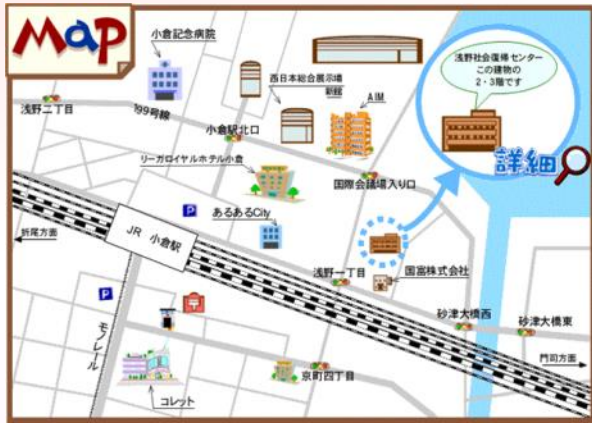 MaP
小倉記念病院
西日本総合展示場
新館
AIM
浅野社会復帰センター
この建物の
2・3階です
浅野二丁目
199号線
小倉駅北口
詳細
リーガロイヤルホテル小倉
国際会議場入り口
P
あるあるCity
折尾方面
JR 小倉駅
浅野一丁目
国富株式会社
P
砂津大橋西
砂津大橋東
モノレール
京町四丁目
門司方面
コレット